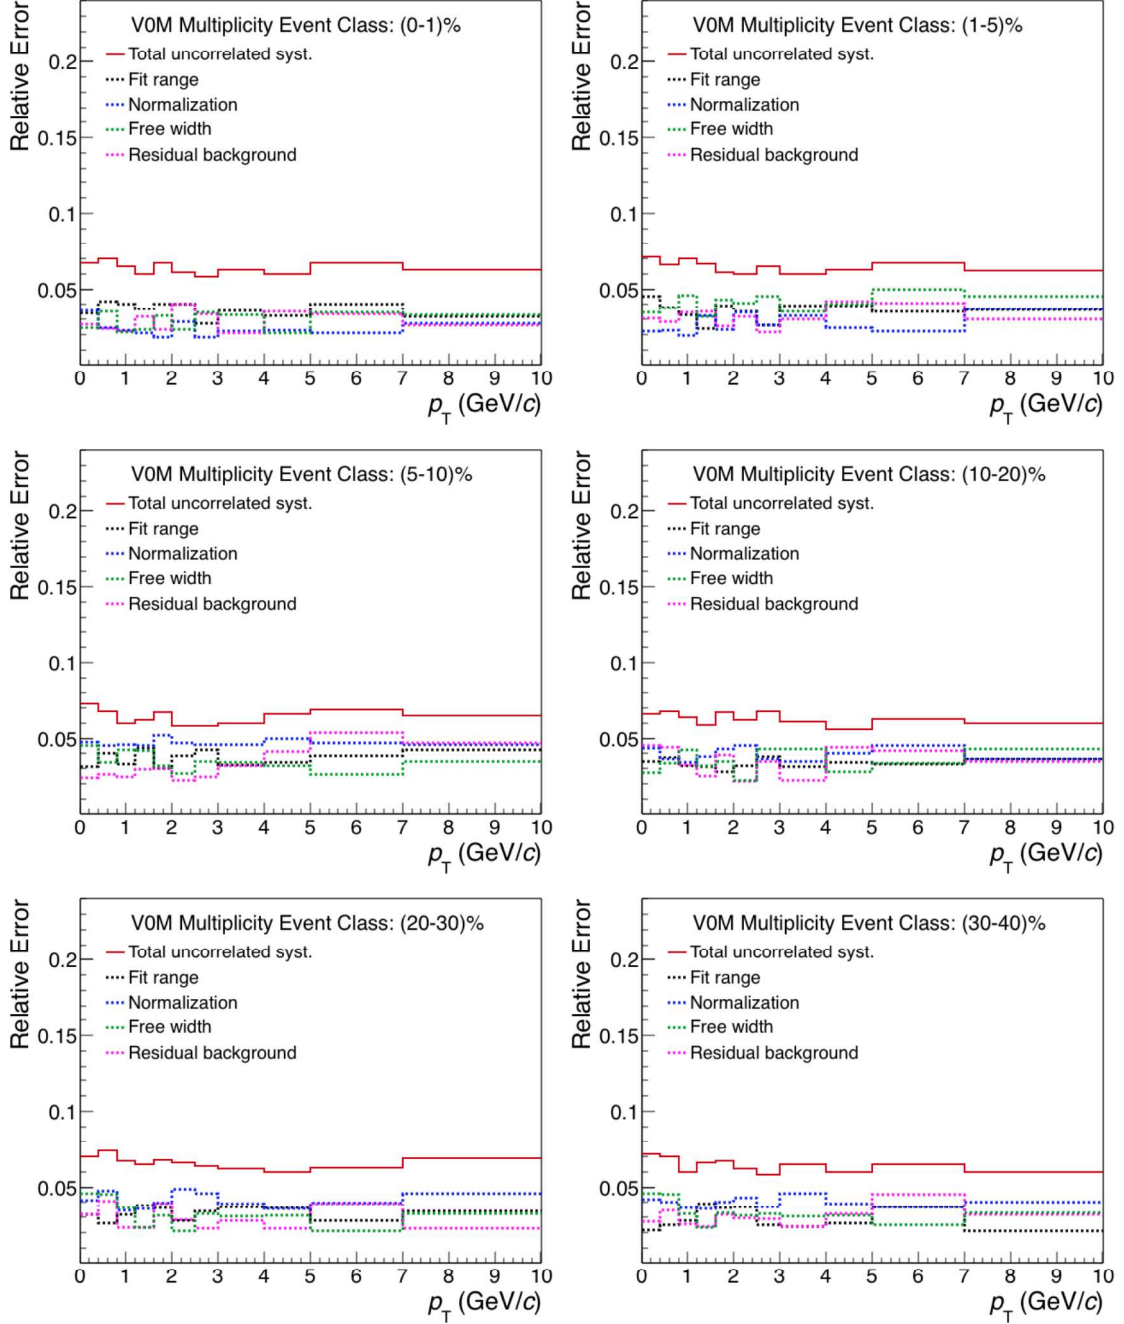 Relative Error
V0M Multiplicity Event Class: (0-1)%
Total uncorrelated syst.
Fit range
Normalization
Free width
Residual background
0.2
0.15
0.1
0.05
0 1 2 3 4 5 6 7 8 9 10
p_T (GeV/c)
Relative Error
V0M Multiplicity Event Class: (1-5)%
Total uncorrelated syst.
Fit range
Normalization
Free width
Residual background
0.2
0.15
0.1
0.05
0 1 2 3 4 5 6 7 8 9 10
p_T (GeV/c)
Relative Error
V0M Multiplicity Event Class: (5-10)%
Total uncorrelated syst.
Fit range
Normalization
Free width
Residual background
0.2
0.15
0.1
0.05
0 1 2 3 4 5 6 7 8 9 10
p_T (GeV/c)
Relative Error
V0M Multiplicity Event Class: (10-20)%
Total uncorrelated syst.
Fit range
Normalization
Free width
Residual background
0.2
0.15
0.1
0.05
0 1 2 3 4 5 6 7 8 9 10
p_T (GeV/c)
Relative Error
V0M Multiplicity Event Class: (20-30)%
Total uncorrelated syst.
Fit range
Normalization
Free width
Residual background
0.2
0.15
0.1
0.05
0 1 2 3 4 5 6 7 8 9 10
p_T (GeV/c)
Relative Error
V0M Multiplicity Event Class: (30-40)%
Total uncorrelated syst.
Fit range
Normalization
Free width
Residual background
0.2
0.15
0.1
0.05
0 1 2 3 4 5 6 7 8 9 10
p_T (GeV/c)